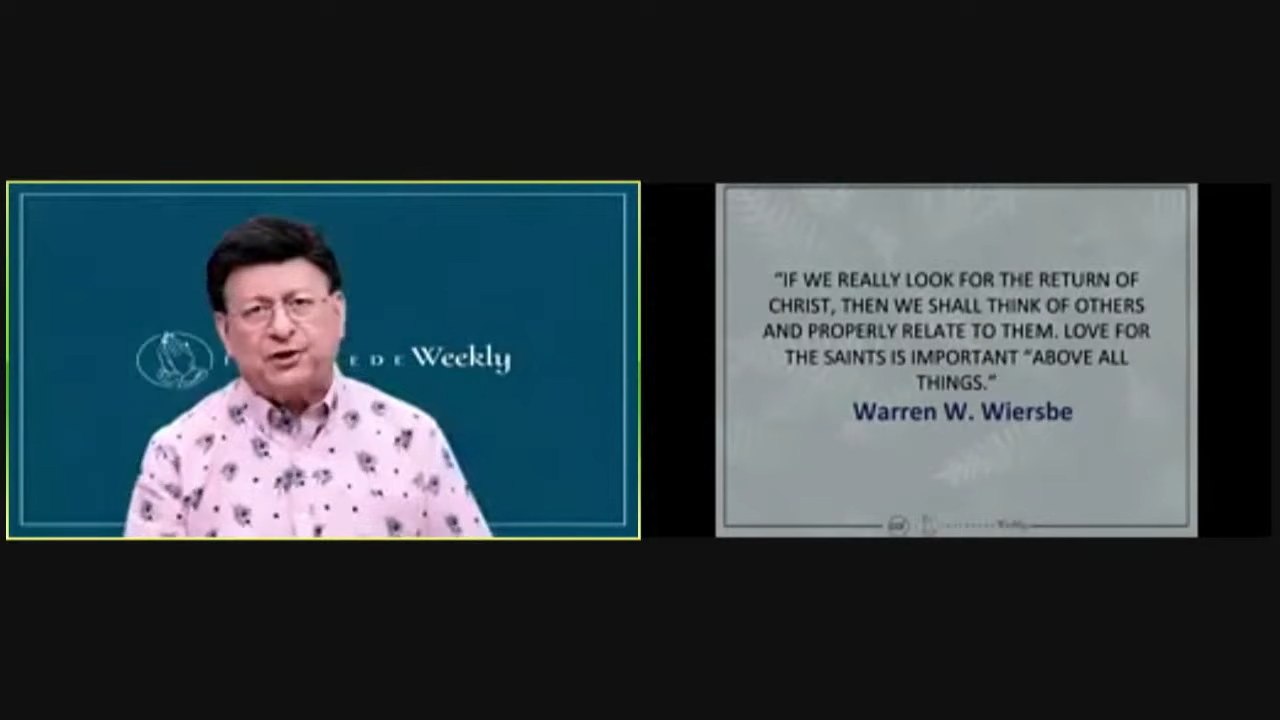 EDEWeekly
“IF WE REALLY LOOK FOR THE RETURN OF
CHRIST, THEN WE SHALL THINK OF OTHERS
AND PROPERLY RELATE TO THEM. LOVE FOR
THE SAINTS IS IMPORTANT “ABOVE ALL
THINGS.”
Warren W. Wiersbe
Weekly